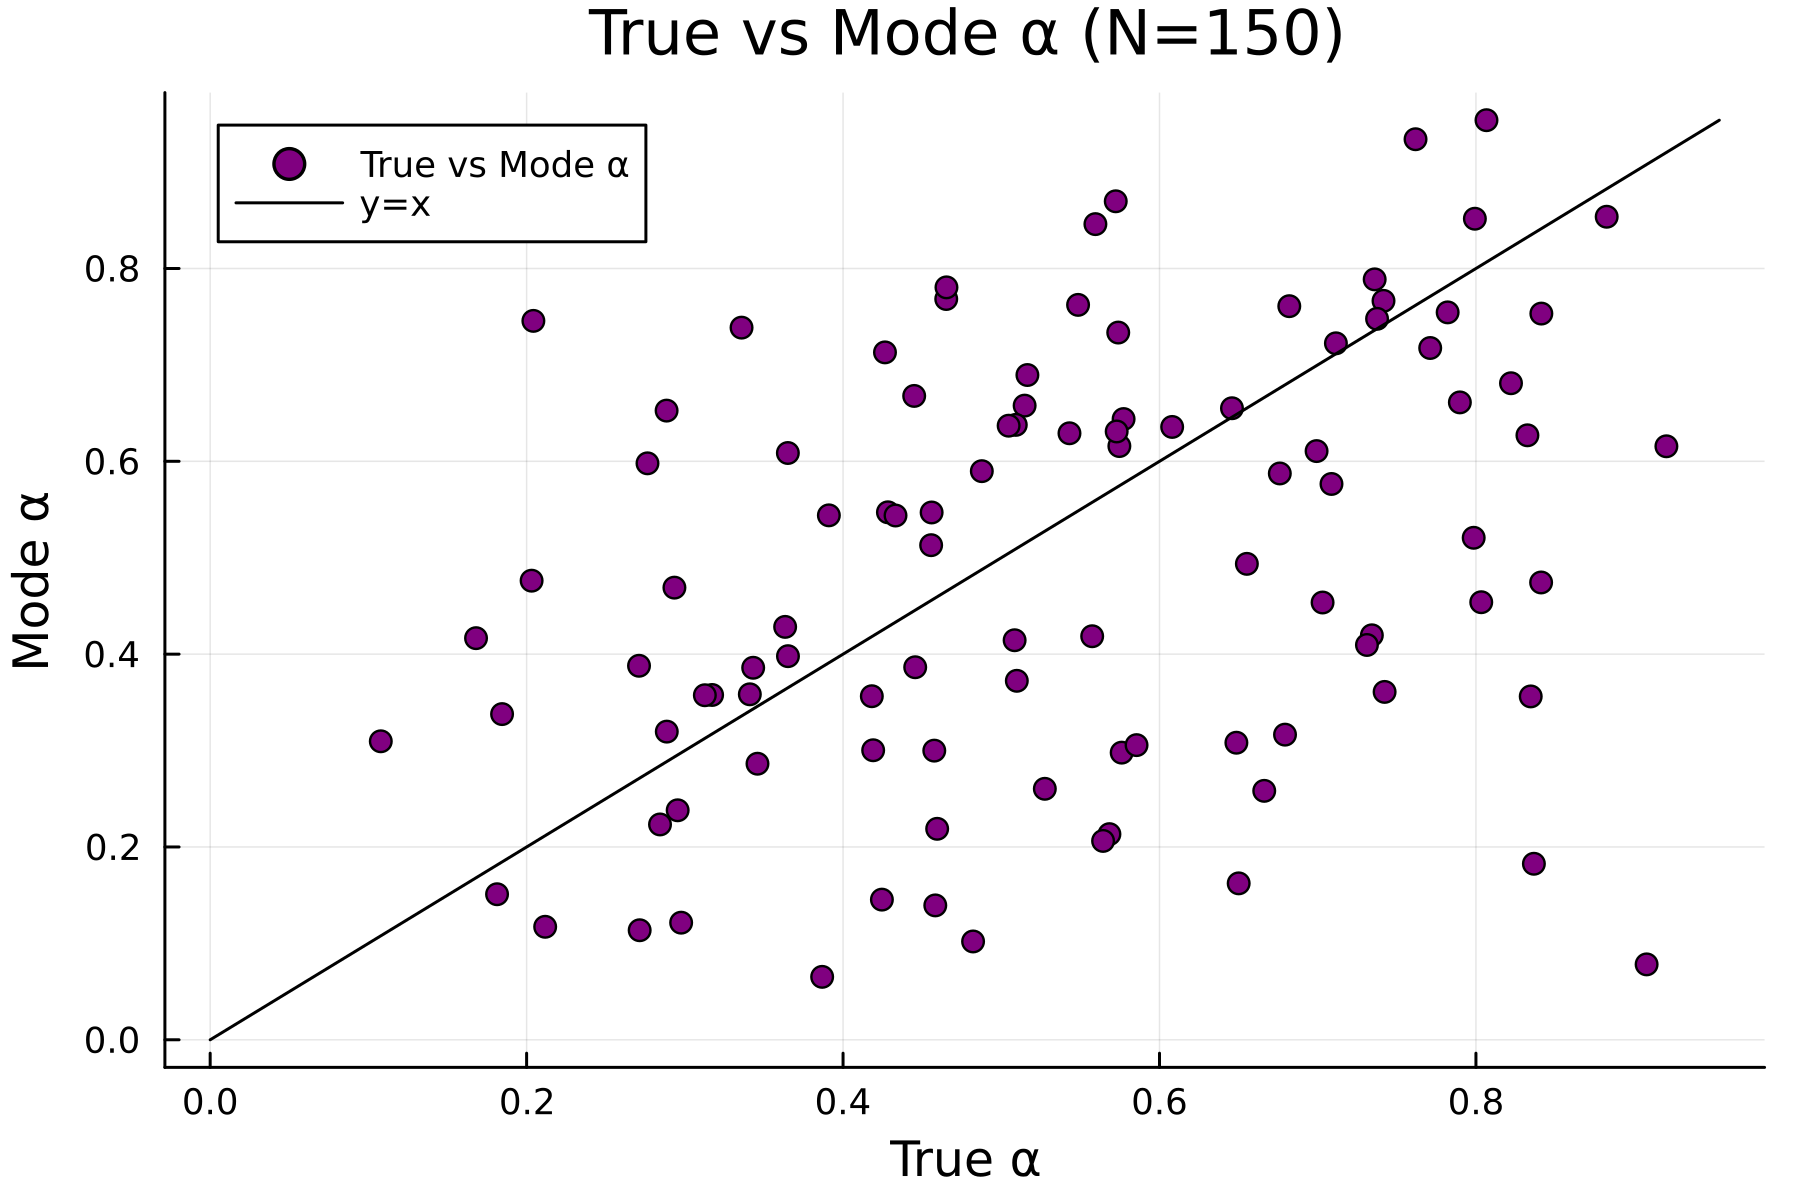 True vs Mode α (N=150)
True vs Mode α
y=x
Mode α
0.8
0.6
0.4
0.2
0.0
0.0 0.2 0.4 0.6 0.8
True α